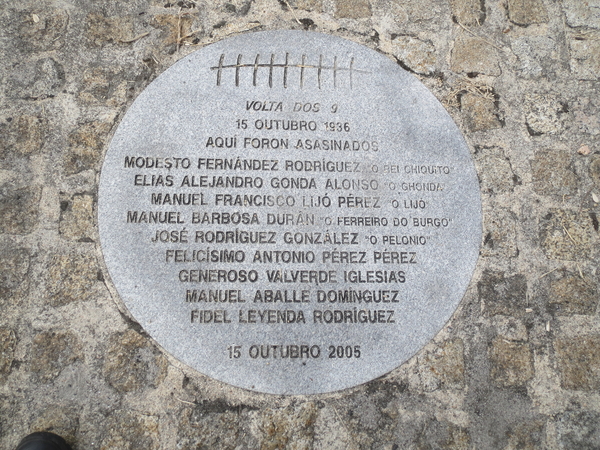 VOLTA DOS 9
15 OUTUBRO 1936
AQUÍ FORON ASASINADOS
MODESTO FERNÁNDEZ RODRÍGUEZ "O REI CHIQUITO"
ELIAS ALEJANDRO GONDA ALONSO "O GHONDA"
MANUEL FRANCISCO LIJÓ PÉREZ "O LIJÓ"
MANUEL BARBOSA DURÁN "O FERREIRO DO BURGO"
JOSÉ RODRÍGUEZ GONZÁLEZ "O PELONIO"
FELICÍSIMO ANTONIO PÉREZ PÉREZ
GENEROSO VALVERDE IGLESIAS
MANUEL ABALLE DOMÍNGUEZ
FIDEL LEYENDA RODRÍGUEZ
15 OUTUBRO 2005